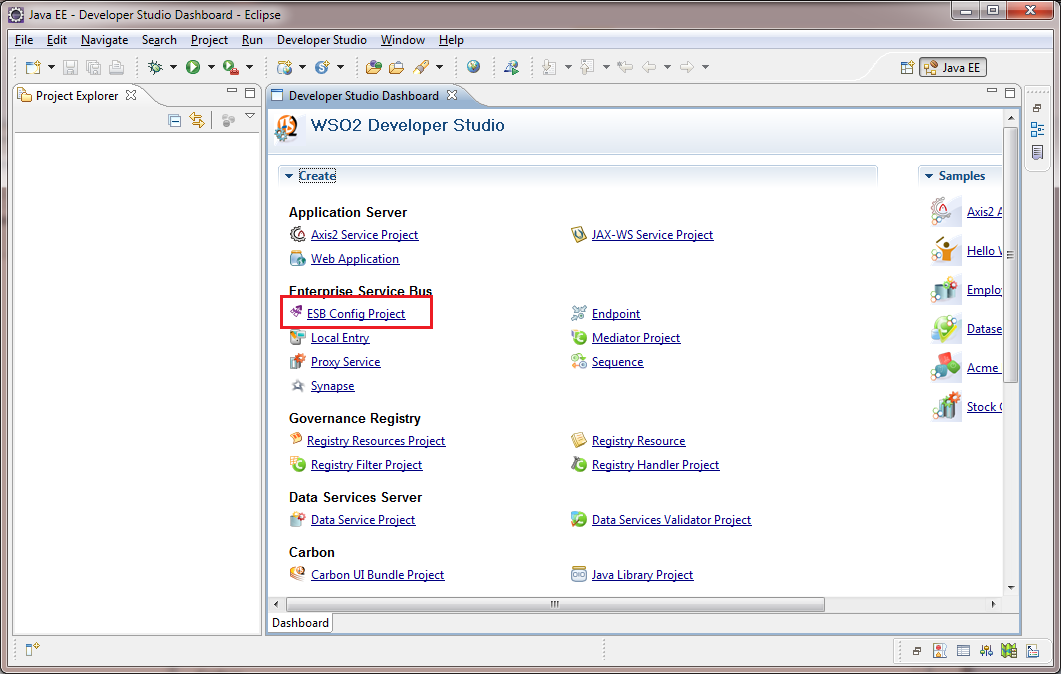 Java EE - Developer Studio Dashboard - Eclipse
File Edit Navigate Search Project Run Developer Studio Window Help
Java EE
Project Explorer
Developer Studio Dashboard
WSO2 Developer Studio
Create
Samples
Application Server
Axis2 Service Project JAX-WS Service Project
Web Application
Enterprise Service Bus
ESB Config Project Endpoint
Local Entry Mediator Project
Proxy Service Sequence
Synapse
Governance Registry
Registry Resources Project Registry Resource
Registry Filter Project Registry Handler Project
Data Services Server
Data Service Project Data Services Validator Project
Carbon
Carbon UI Bundle Project Java Library Project
Axis2 A
Hello
Emplo
Datase
Acme
Stock
Dashboard